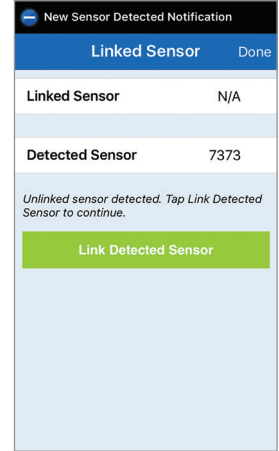 New Sensor Detected Notification
Linked Sensor Done
Linked Sensor N/A
Detected Sensor 7373
Unlinked sensor detected. Tap Link Detected
Sensor to continue.
Link Detected Sensor